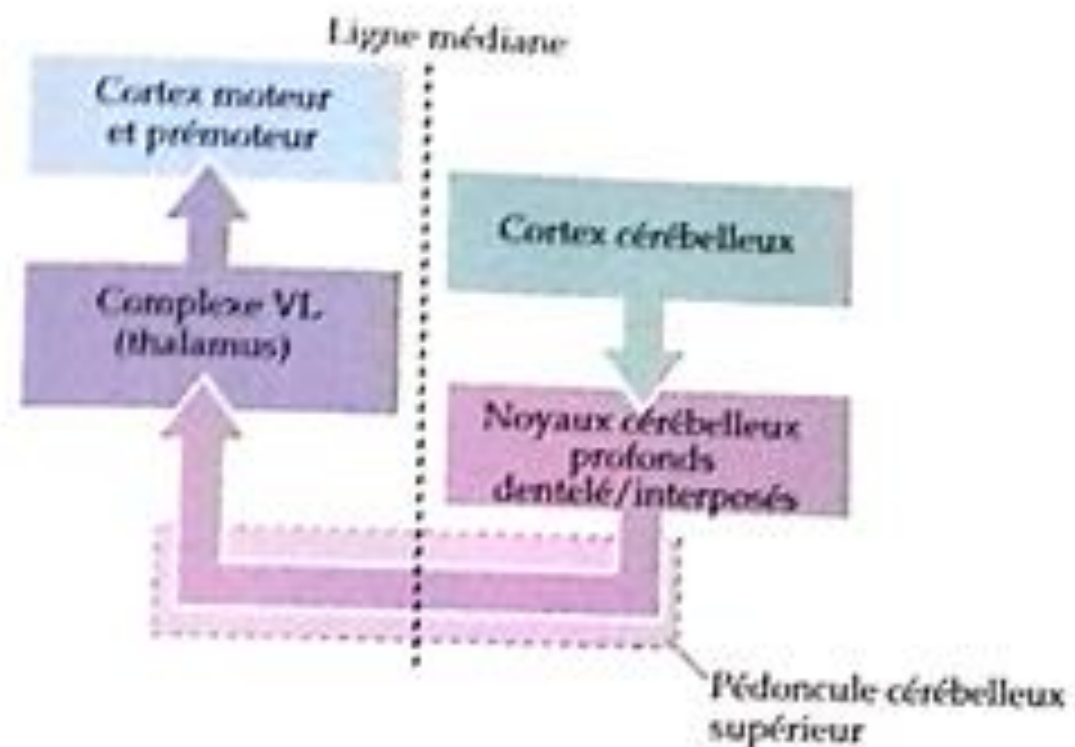 Ligne médiane
Cortex moteur
et prémoteur
Cortex cérébelleux
Complexe VL
(thalamus)
Noyaux cérébelleux
profonds
dentelé/interposés
Pédoncule cérébelleux
supérieur